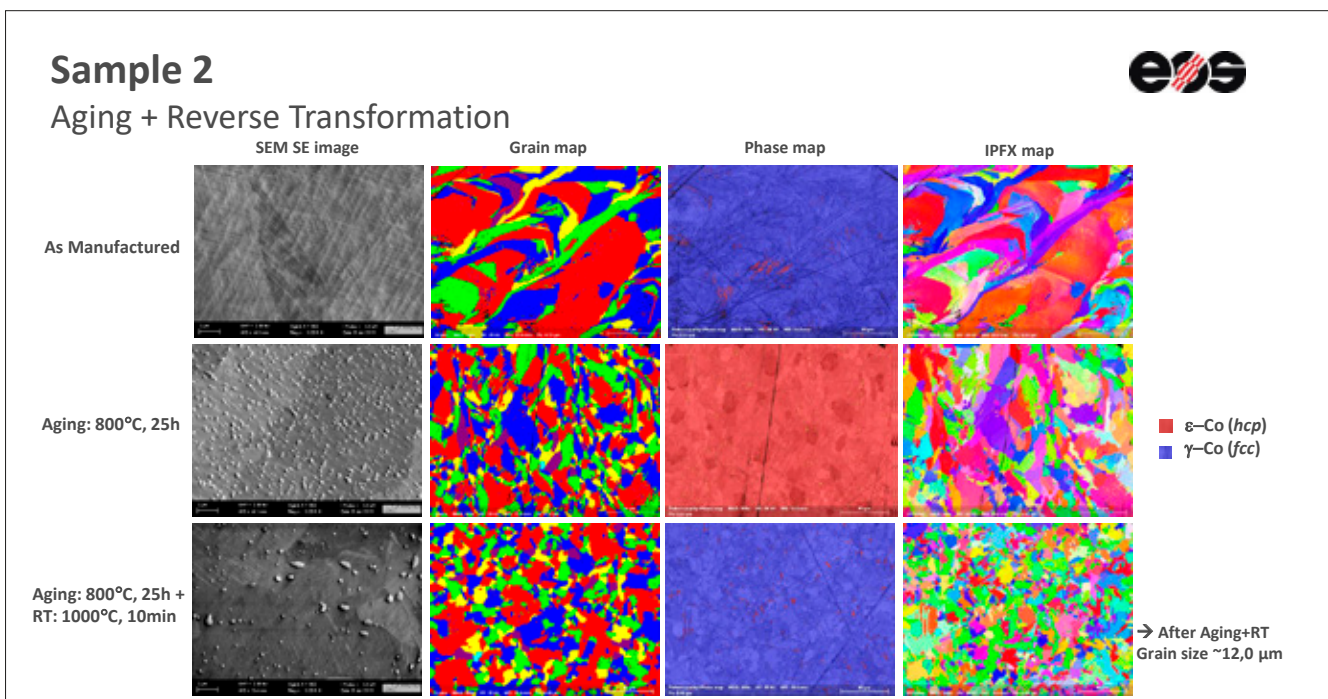 Sample 2
eos
Aging + Reverse Transformation
SEM SE image
Grain map
Phase map
IPFX map
As Manufactured
Aging: 800°C, 25h
ε–Co (hcp)
γ–Co (fcc)
Aging: 800°C, 25h +
RT: 1000°C, 10min
→ After Aging+RT
Grain size ~12,0 µm